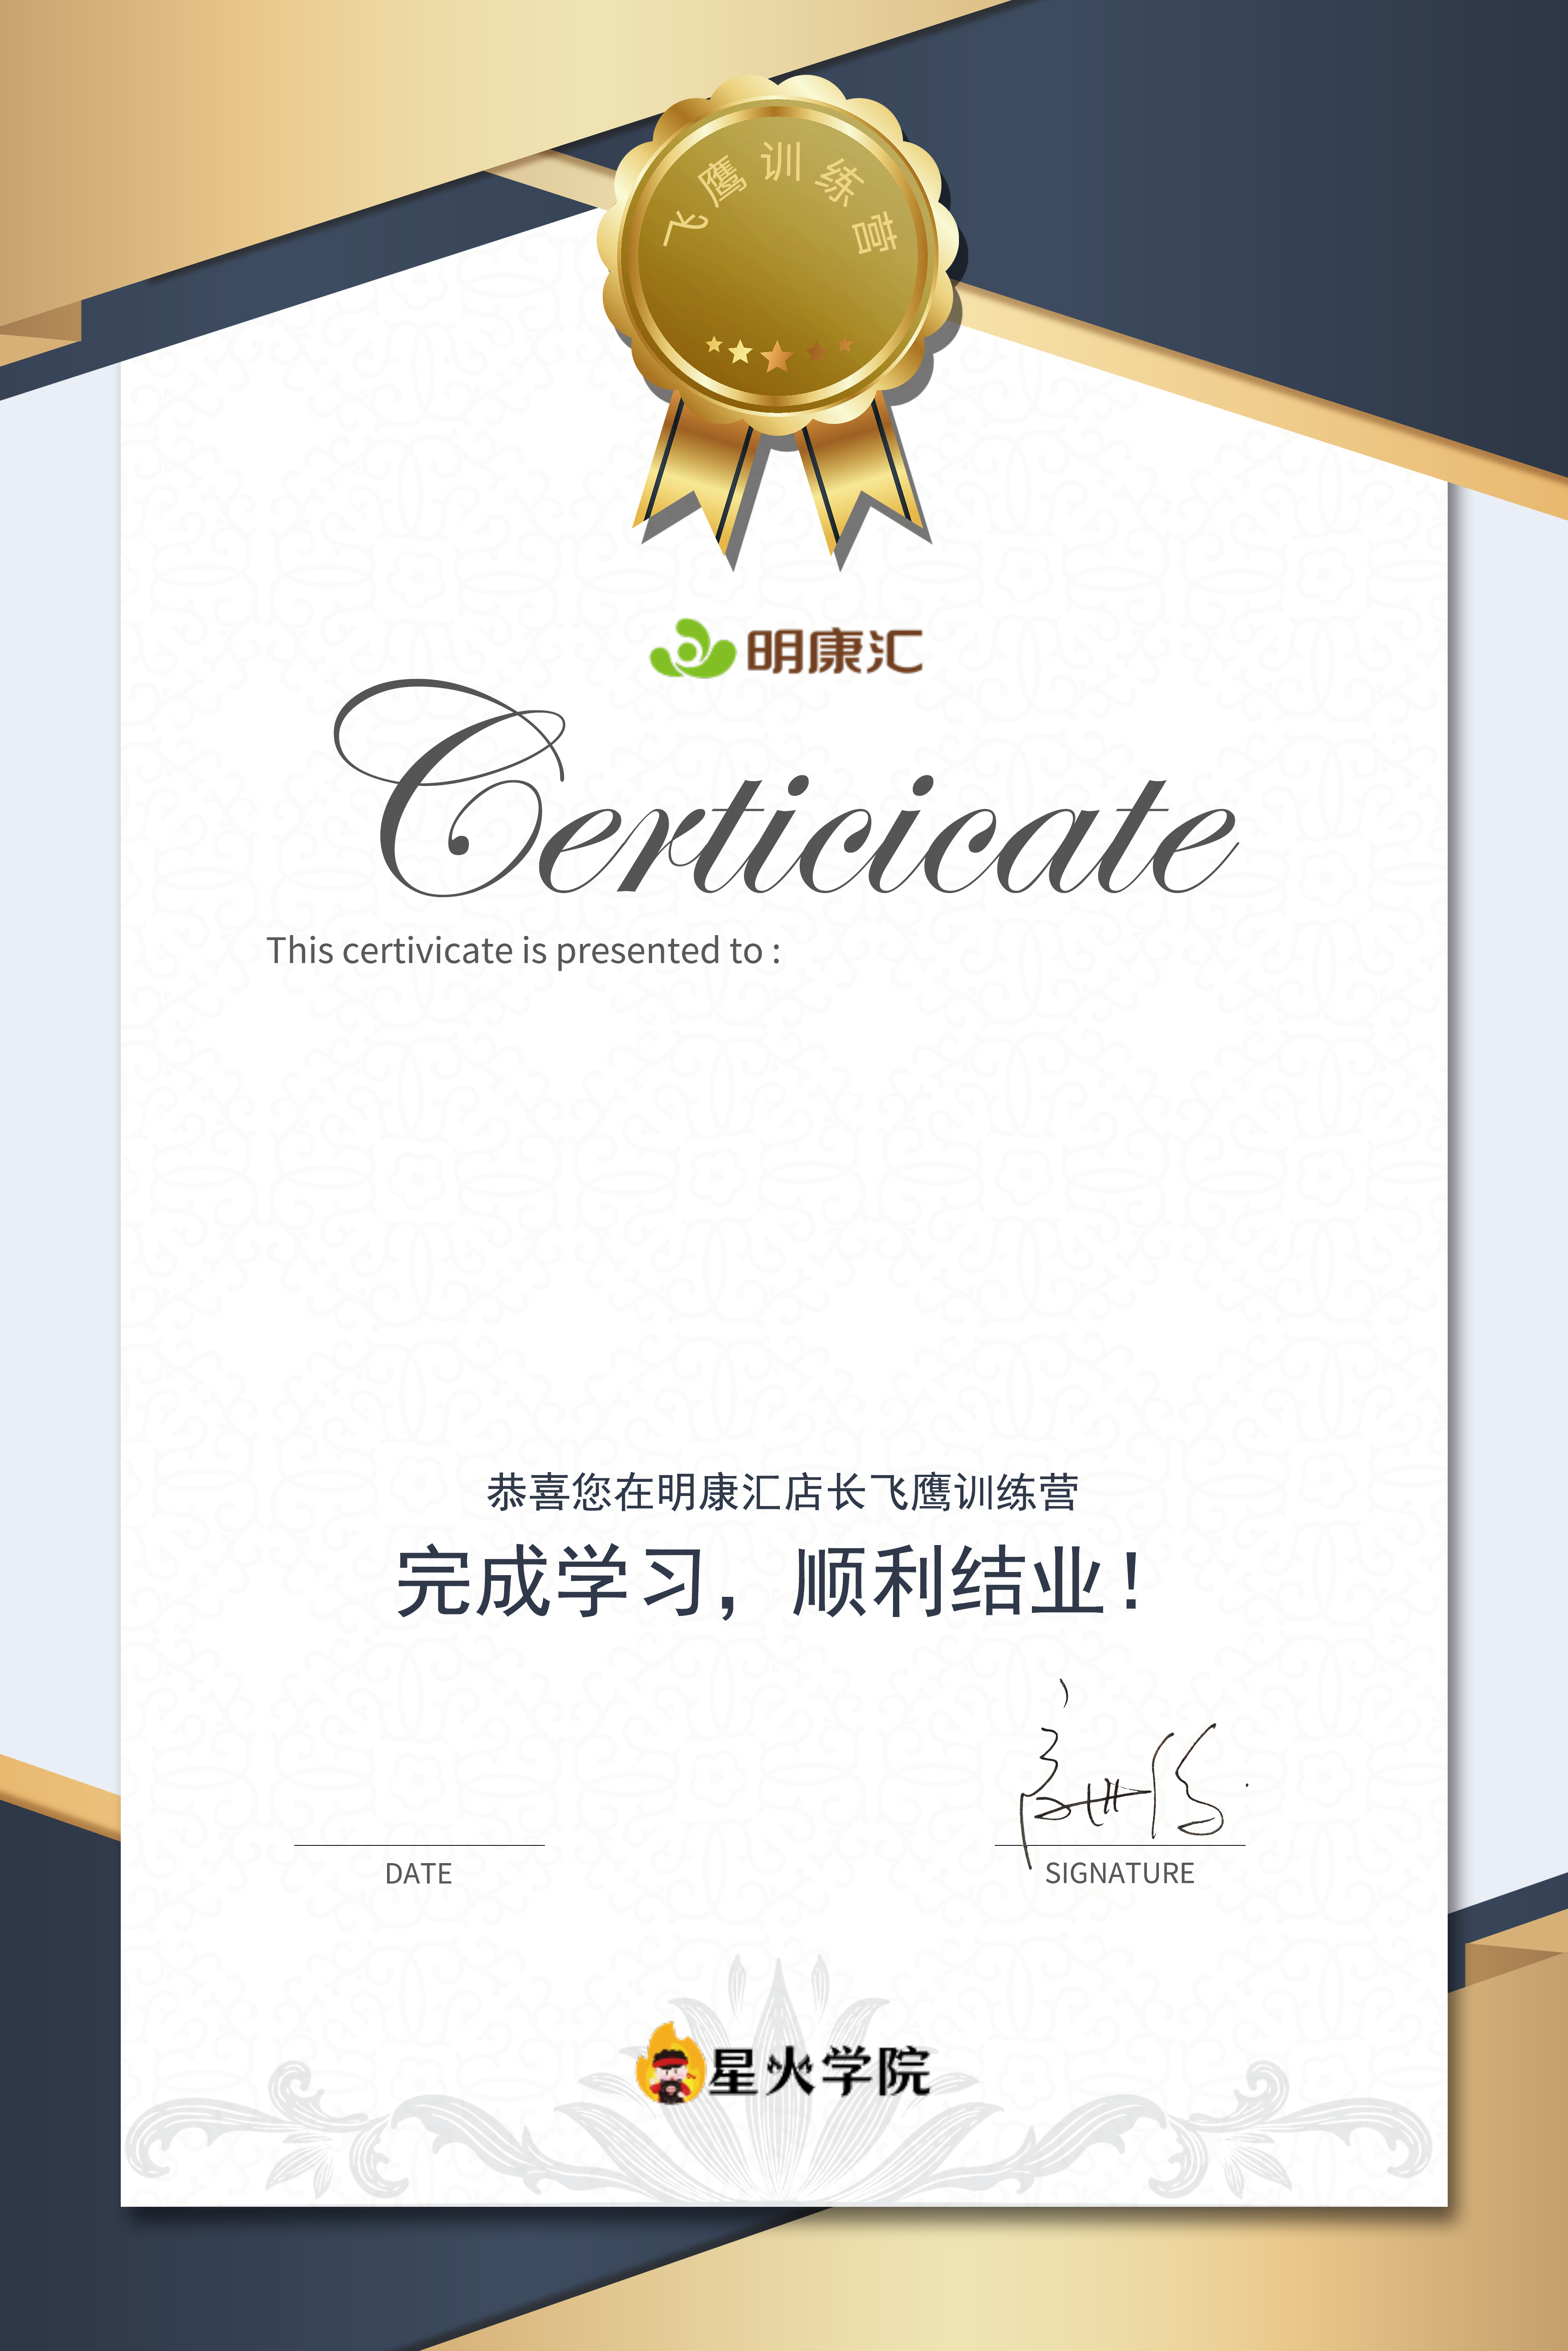 飞鹰训练营
明康汇
Certicicate
This certivicate is presented to :
恭喜您在明康汇店长飞鹰训练营
完成学习，顺利结业！
DATE
SIGNATURE
星火学院